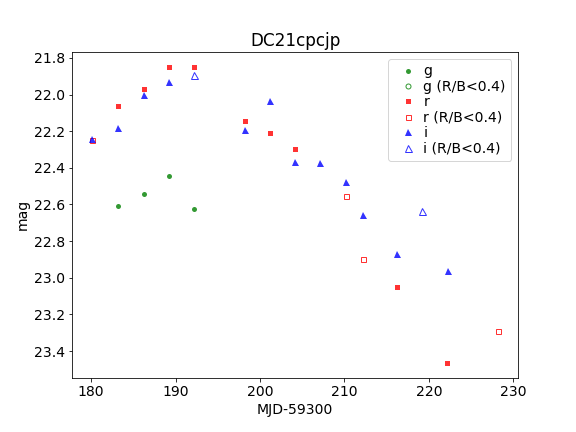 DC21cpcjp
g
g (R/B<0.4)
r
r (R/B<0.4)
i
i (R/B<0.4)
mag
21.8
22.0
22.2
22.4
22.6
22.8
23.0
23.2
23.4
180 190 200 210 220 230
MJD-59300